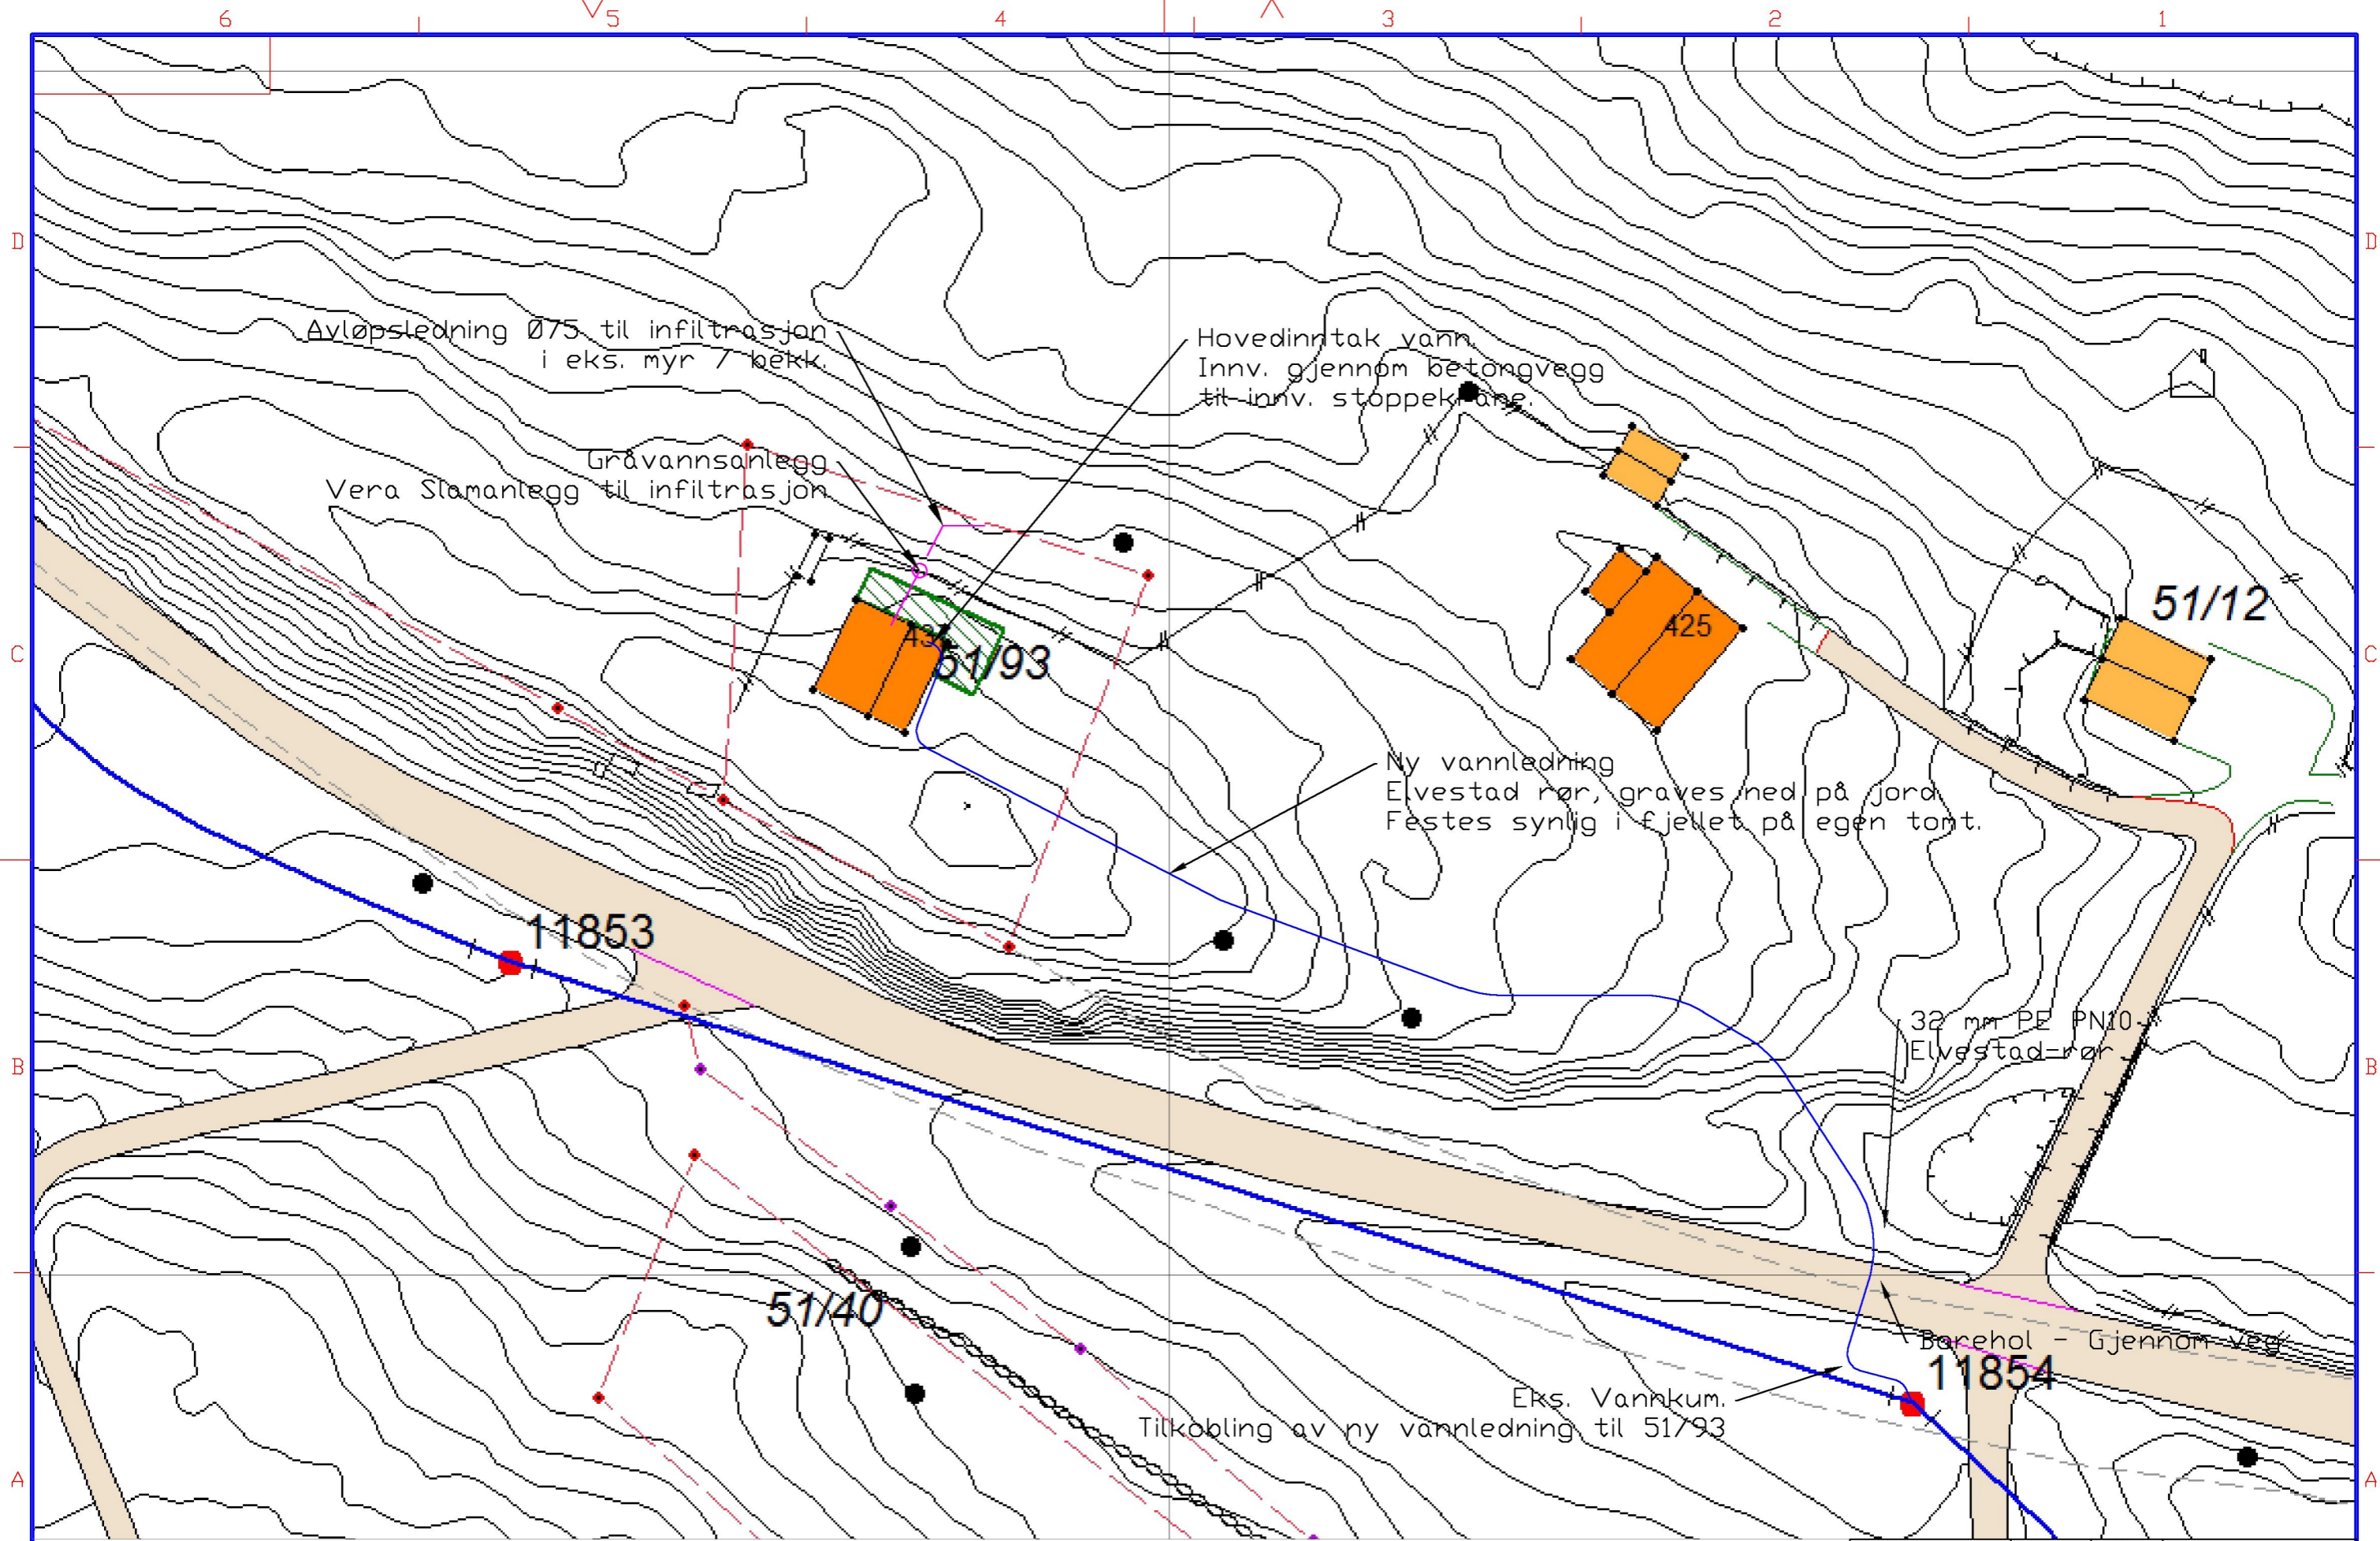 6 5 4 3 2 1
D D
Avløpsledning Ø75 til infiltrasjon
i eks. myr / bekk.
Hovedinntak vann.
Innv. gjennom betongvegg
til innv. stoppekrane.
Gråvannsanlegg
Vera Slamanlegg til infiltrasjon
51/12
425
51/93
C C
Ny vannledning
Elvestad rør, graves ned på jord.
Festes synlig i fjellet på egen tomt.
11853
32 mm PE PN10
Elvestad-rør
B B
51/40
Borehol - Gjennom veg
11854
Eks. Vannkum.
Tilkobling av ny vannledning til 51/93
A A